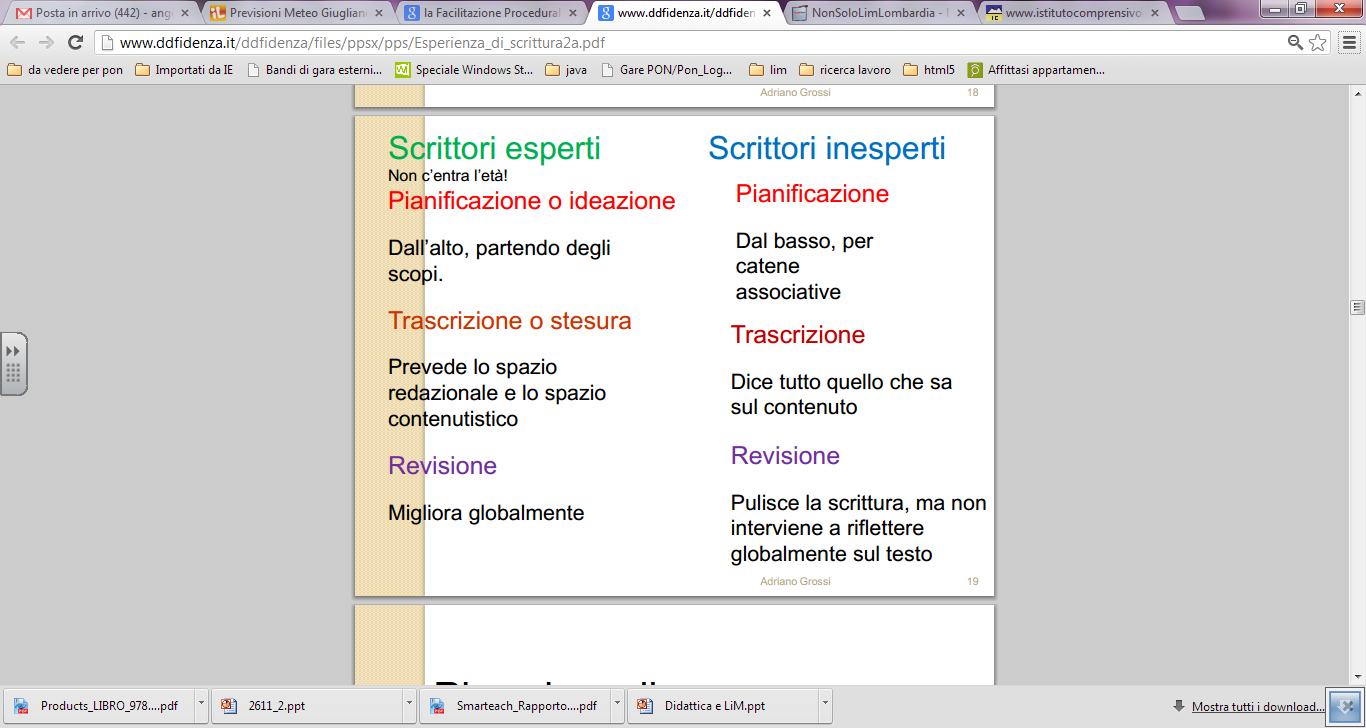 Posta in arrivo (442) - ang
Previsioni Meteo Giuglian
la Facilitazione Procedural
www.ddfidenza.it/ddfiden
NonSoloLimLombardia -
www.istitutocomprensivo
www.ddfidenza.it/ddfidenza/files/ppsx/pps/Esperienza_di_scrittura2a.pdf
da vedere per pon
Importati da IE
Bandi di gara esterni...
Speciale Windows St...
java
Gare PON/Pon_Log...
lim
ricerca lavoro
html5
Affittasi appartamen...
Adriano Grossi
18
Scrittori esperti
Non c'entra l'età!
Pianificazione o ideazione
Dall'alto, partendo degli
scopi.
Trascrizione o stesura
Prevede lo spazio
redazionale e lo spazio
contenutistico
Revisione
Migliora globalmente
Scrittori inesperti
Pianificazione
Dal basso, per
catene
associative
Trascrizione
Dice tutto quello che sa
sul contenuto
Revisione
Pulisce la scrittura, ma non
interviene a riflettere
globalmente sul testo
Adriano Grossi
19
Products_LIBRO_978....pdf
2611_2.ppt
Smarteach_Rapporto....pdf
Didattica e LiM.ppt
Mostra tutti i download...